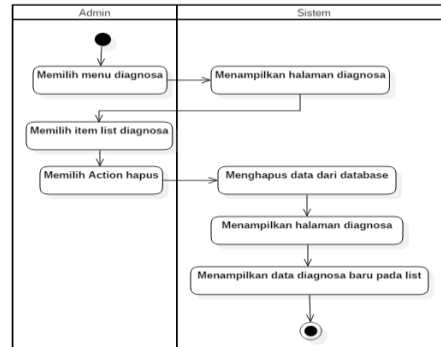 Admin
Sistem
Memilih menu diagnosa
Menampilkan halaman diagnosa
Memilih item list diagnosa
Memilih Action hapus
Menghapus data dari database
Menampilkan halaman diagnosa
Menampilkan data diagnosa baru pada list